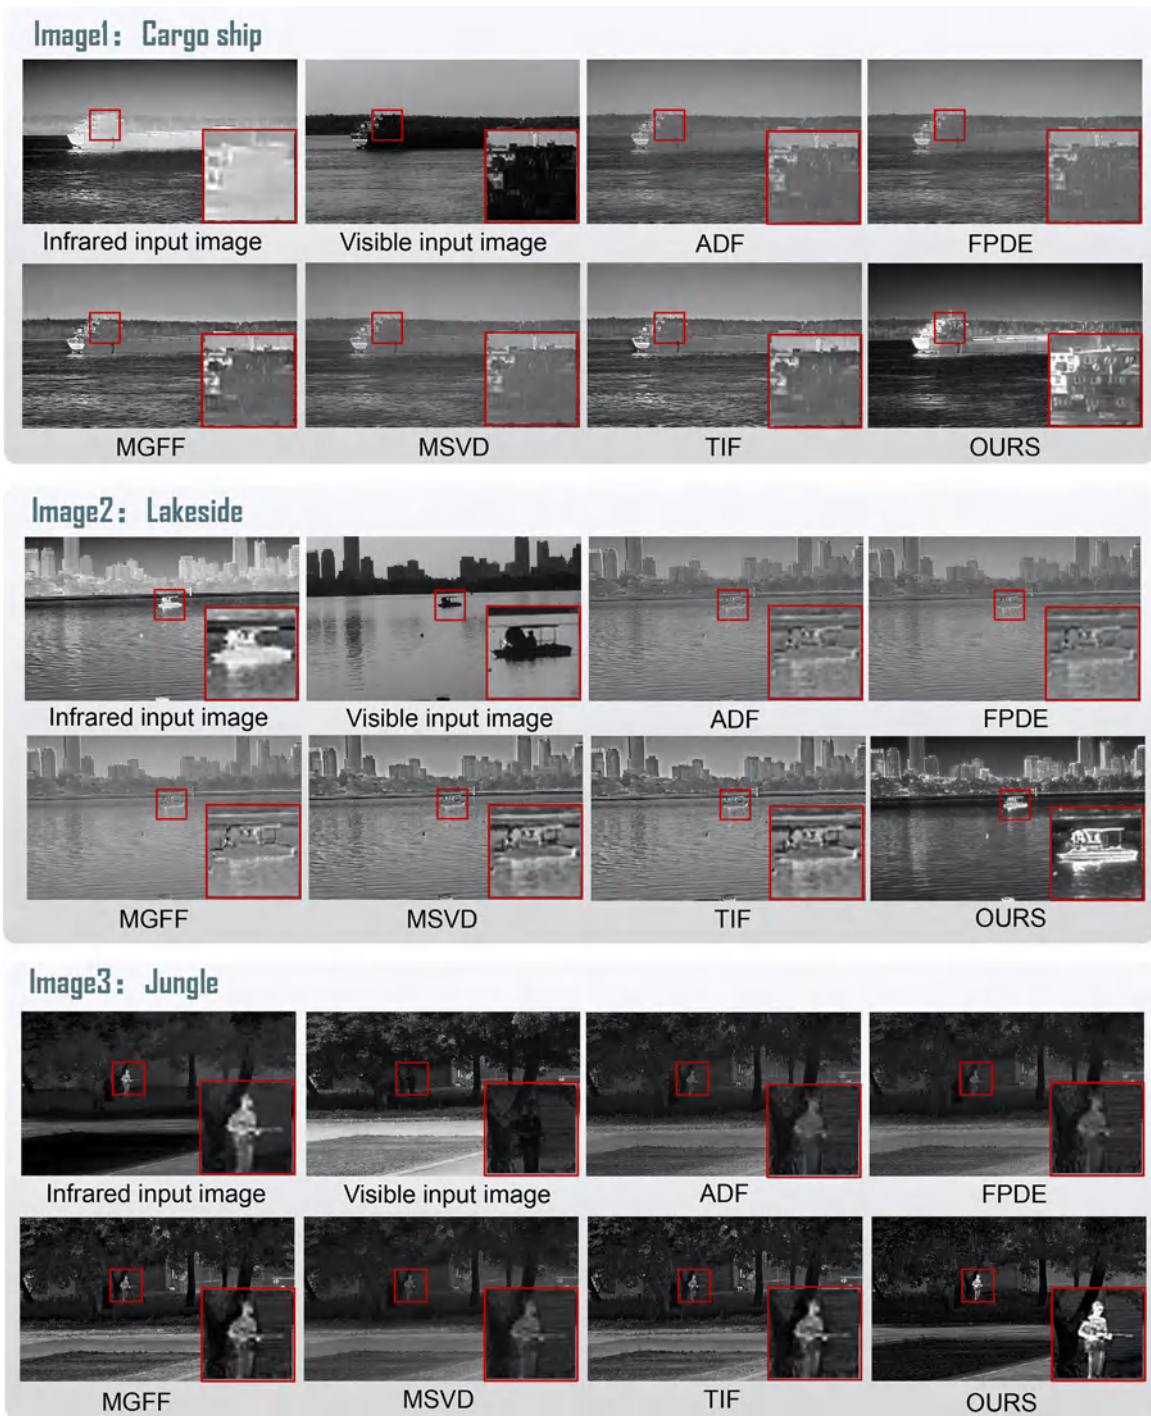 Image1： Cargo ship
Infrared input image
Visible input image
ADF
FPDE
MGFF
MSVD
TIF
OURS
Image2： Lakeside
Infrared input image
Visible input image
ADF
FPDE
MGFF
MSVD
TIF
OURS
Image3： Jungle
Infrared input image
Visible input image
ADF
FPDE
MGFF
MSVD
TIF
OURS